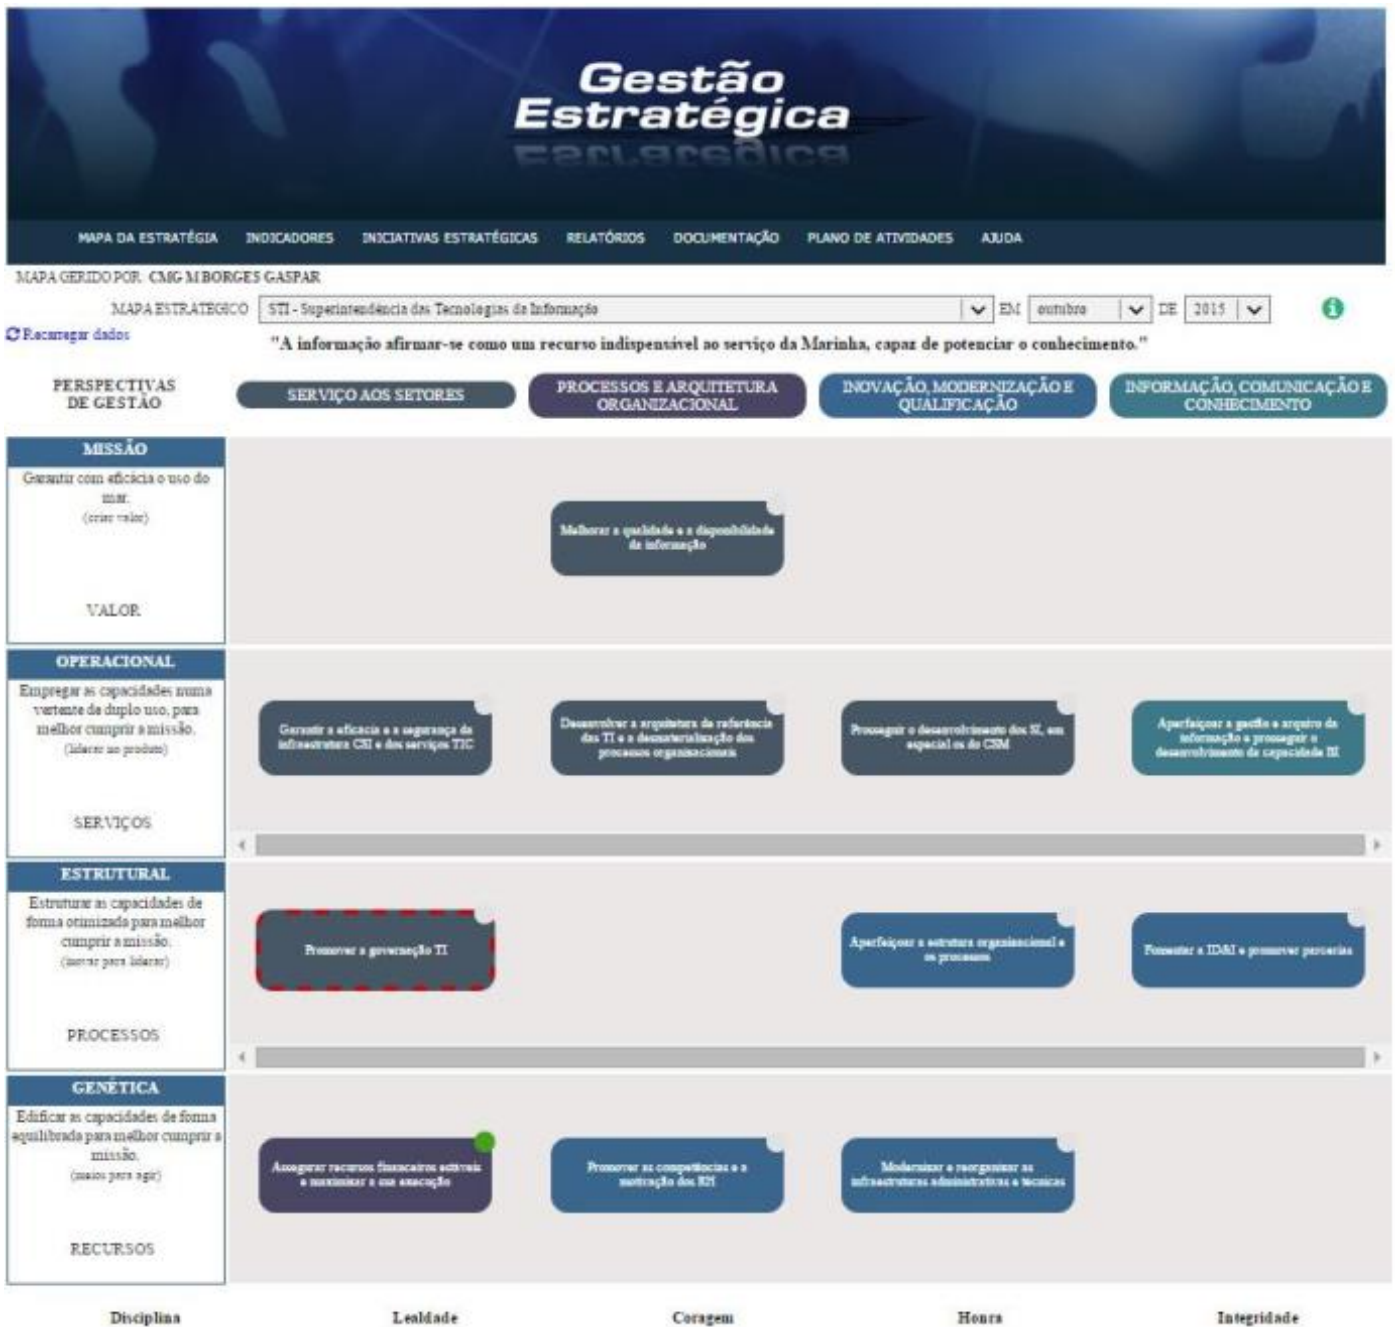 Gestão
Estratégica
MAPA DA ESTRATÉGIA INDICADORES INICIATIVAS ESTRATÉGICAS RELATÓRIOS DOCUMENTAÇÃO PLANO DE ATIVIDADES AJUDA
MAPA GERIDO POR: CMG M BORGES GASPAR
MAPA ESTRATÉGICO STI - Superintendência das Tecnologias da Informação EM outubro DE 2015
Recarregar dados
"A informação afirmar-se como um recurso indispensável ao serviço da Marinha, capaz de potenciar o conhecimento."
PERSPECTIVAS
DE GESTÃO
SERVIÇO AOS SETORES
PROCESSOS E ARQUITETURA
ORGANIZACIONAL
INOVAÇÃO, MODERNIZAÇÃO E
QUALIFICAÇÃO
INFORMAÇÃO, COMUNICAÇÃO E
CONHECIMENTO
MISSÃO
Garantir com eficácia o uso do
mar.
(criar valor)
VALOR
Melhorar a qualidade e a disponibilidade
da informação
OPERACIONAL
Empregar as capacidades numa
vertente de duplo uso, para
melhor cumprir a missão.
(liderar no produto)
SERVIÇOS
Garantir a eficácia e a segurança da
infraestrutura CSI e dos serviços TIC
Desenvolver a arquitetura de referência
das TI e a desmaterialização dos
processos organizacionais
Prosseguir o desenvolvimento dos SI, em
especial os do CSM
Aperfeiçoar a gestão e arquivo da
informação e prosseguir o
desenvolvimento da capacidade BI
ESTRUTURAL
Estruturar as capacidades de
forma otimizada para melhor
cumprir a missão.
(inovar para liderar)
PROCESSOS
Promover a governação TI
Aperfeiçoar a estrutura organizacional e
os processos
Fomentar a ID&I e promover parcerias
GENÉTICA
Edificar as capacidades de forma
equilibrada para melhor cumprir a
missão.
(meios para agir)
RECURSOS
Assegurar recursos financeiros estáveis
e maximizar a sua execução
Promover as competências e a
motivação dos RH
Modernizar e reorganizar as
infraestruturas administrativas e técnicas
Disciplina Lealdade Coragem Honra Integridade